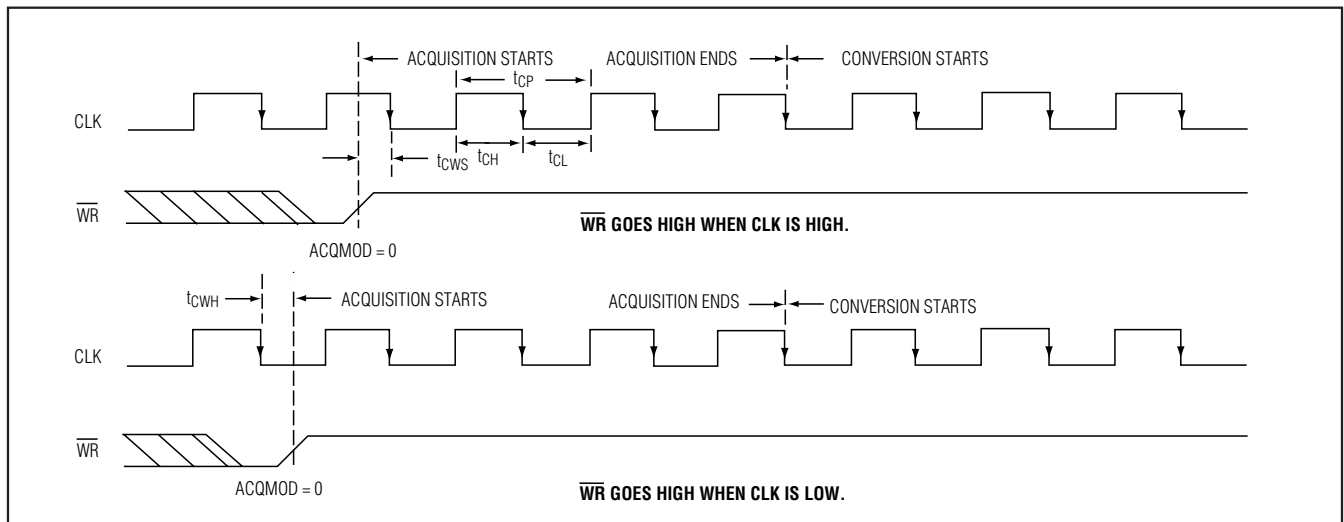 ACQUISITION STARTS
ACQUISITION ENDS
CONVERSION STARTS
tCP
CLK
tCWS
tCH
tCL
WR
WR GOES HIGH WHEN CLK IS HIGH.
ACQMOD = 0
tCWH
ACQUISITION STARTS
ACQUISITION ENDS
CONVERSION STARTS
CLK
WR
ACQMOD = 0
WR GOES HIGH WHEN CLK IS LOW.